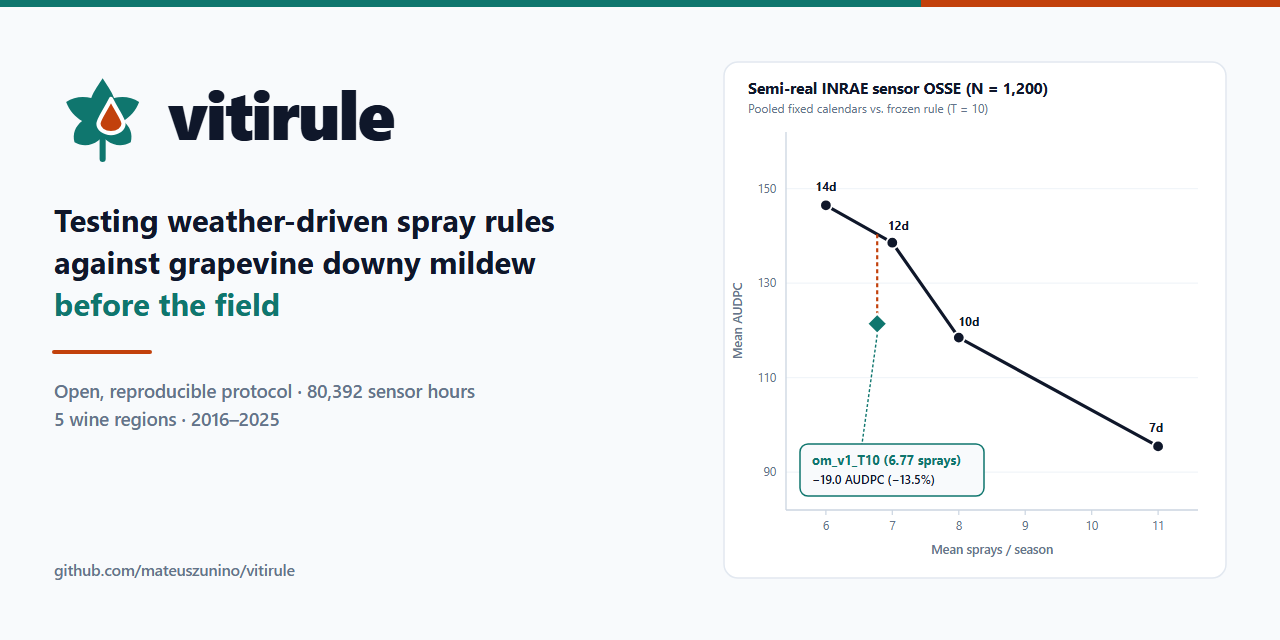 vitirule
Testing weather-driven spray rules
against grapevine downy mildew
before the field
Open, reproducible protocol · 80,392 sensor hours
5 wine regions · 2016–2025
github.com/mateuszunino/vitirule
Semi-real INRAE sensor OSSE (N = 1,200)
Pooled fixed calendars vs. frozen rule (T = 10)
Mean AUDPC
150
130
110
90
14d
12d
10d
7d
om_v1_T10 (6.77 sprays)
−19.0 AUDPC (−13.5%)
6 7 8 9 10 11
Mean sprays / season